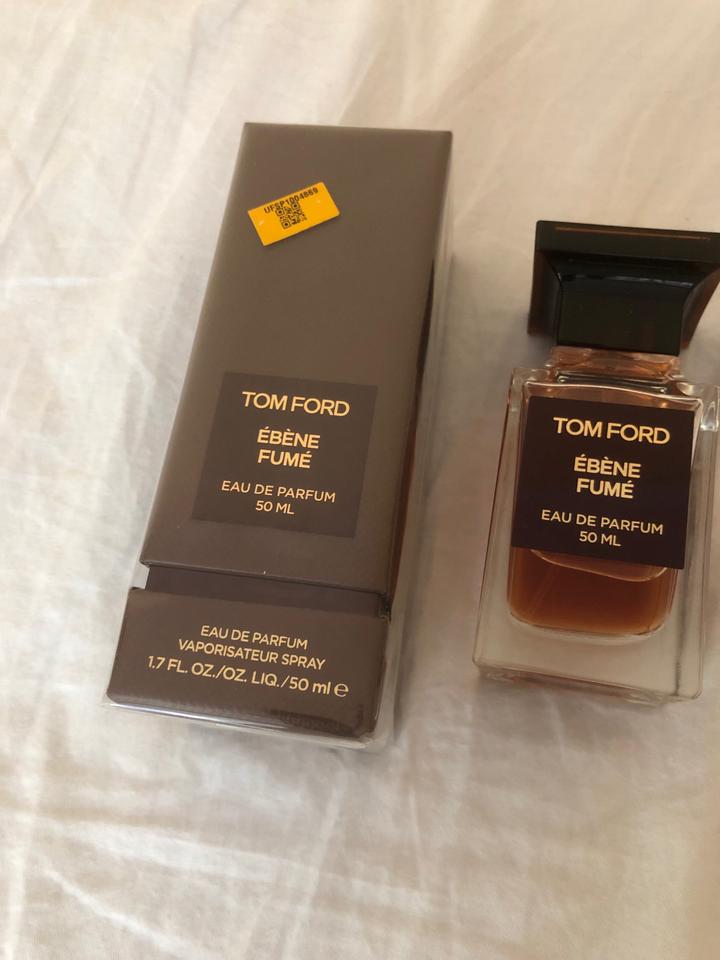 UFSP1004869
TOM FORD
ÉBÈNE
FUMÉ
EAU DE PARFUM
50 ML
EAU DE PARFUM
VAPORISATEUR SPRAY
1.7 FL. OZ./OZ. LIQ./50 ml e
TOM FORD
ÉBÈNE
FUMÉ
EAU DE PARFUM
50 ML